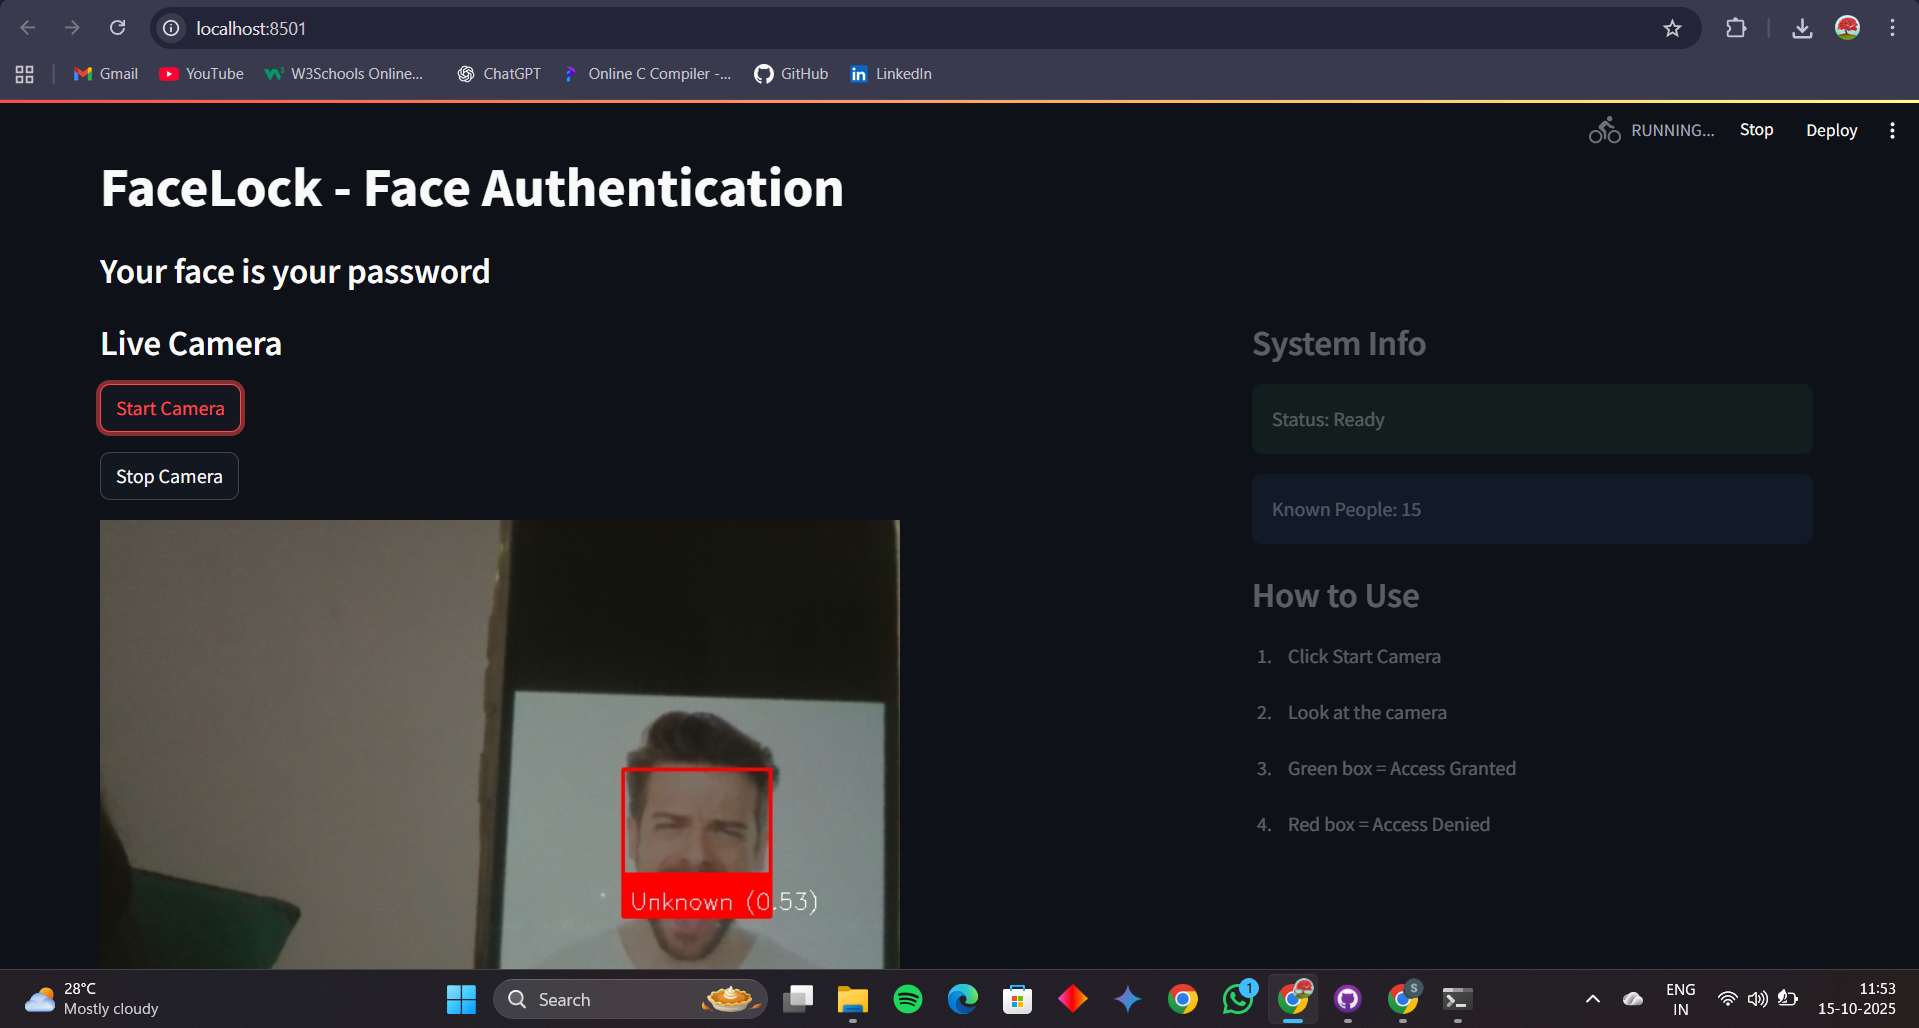 localhost:8501
Gmail
YouTube
W3Schools Online...
ChatGPT
Online C Compiler -...
GitHub
LinkedIn
RUNNING...
Stop
Deploy
FaceLock - Face Authentication
Your face is your password
Live Camera
Start Camera
Stop Camera
Unknown (0.53)
System Info
Status: Ready
Known People: 15
How to Use
1. Click Start Camera
2. Look at the camera
3. Green box = Access Granted
4. Red box = Access Denied
28°C
Mostly cloudy
Search
1
S
ENG
IN
11:53
15-10-2025